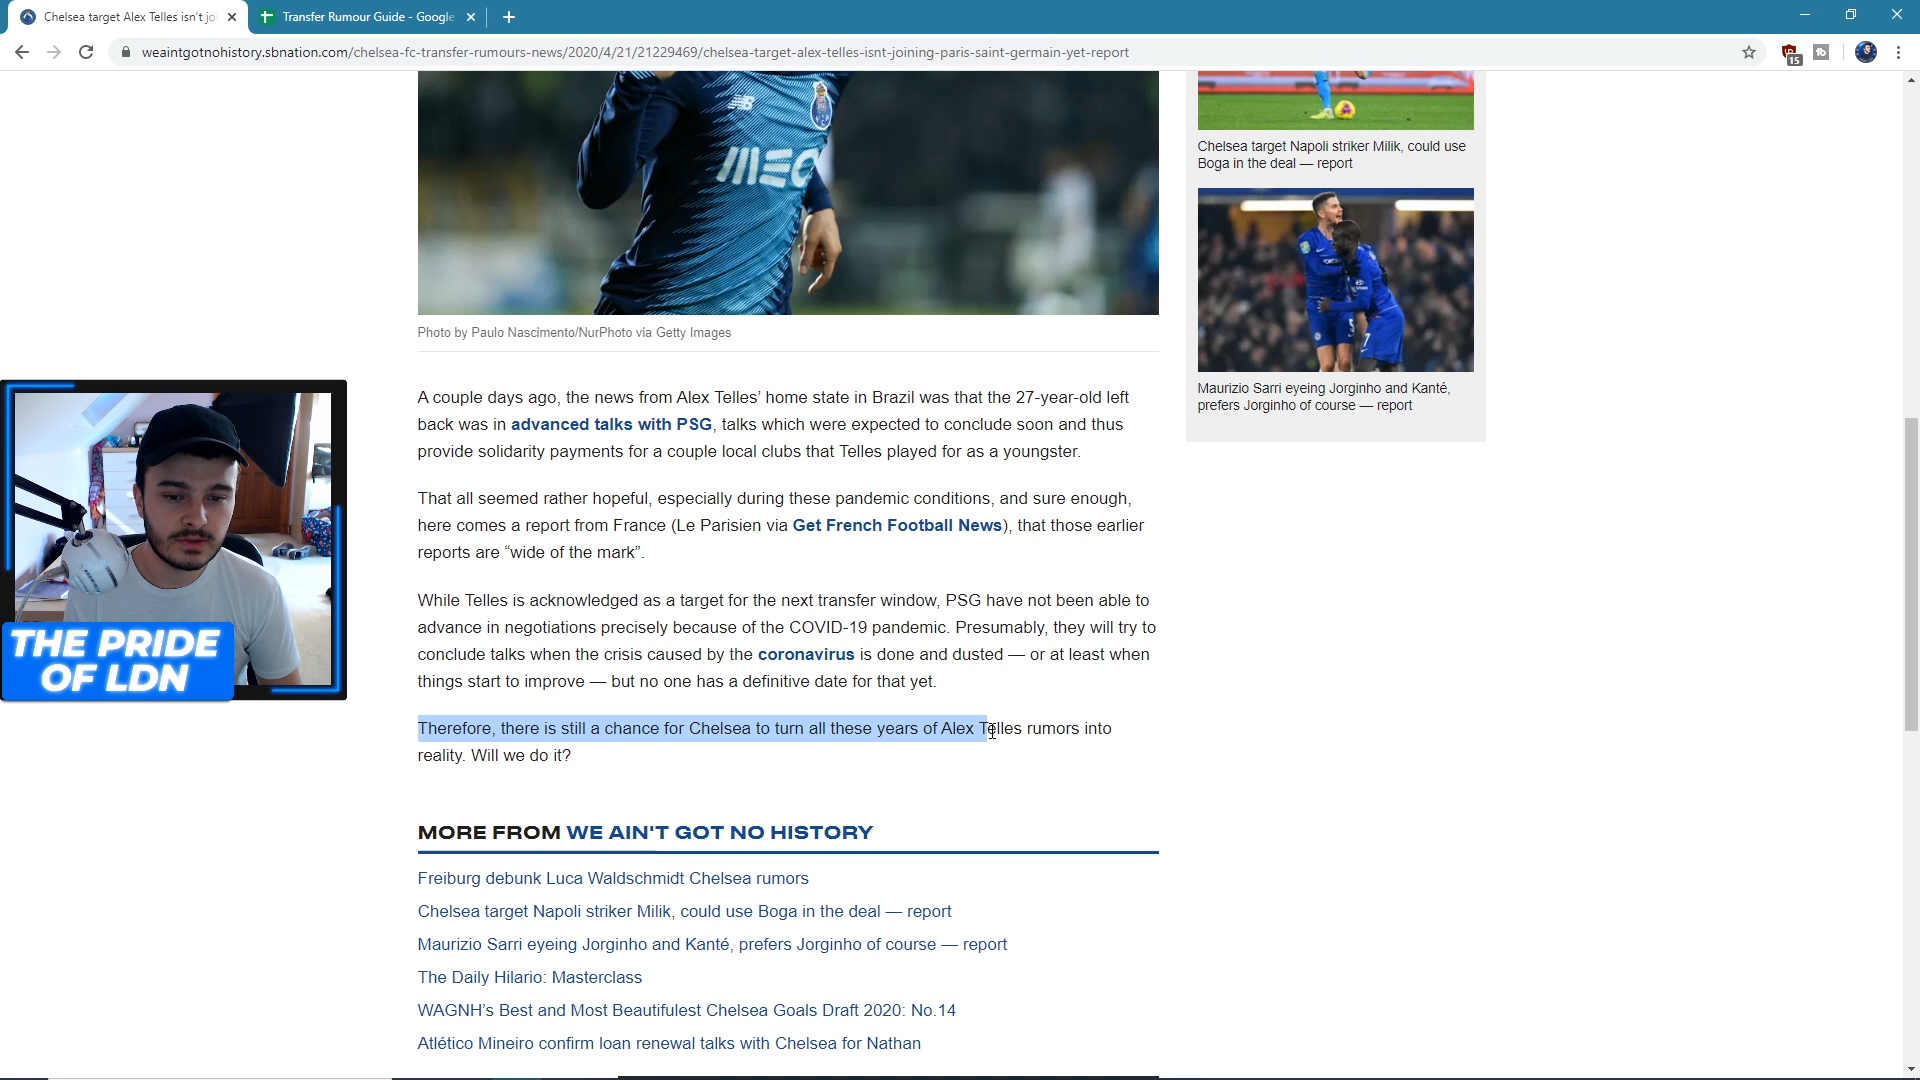 Chelsea target Alex Telles isn't joi
Transfer Rumour Guide - Google
weaintgotnohistory.sbnation.com/chelsea-fc-transfer-rumours-news/2020/4/21/21229469/chelsea-target-alex-telles-isnt-joining-paris-saint-germain-yet-report
15
MEO
Chelsea target Napoli striker Milik, could use
Boga in the deal — report
5
7
Maurizio Sarri eyeing Jorginho and Kanté,
prefers Jorginho of course — report
Photo by Paulo Nascimento/NurPhoto via Getty Images
A couple days ago, the news from Alex Telles’ home state in Brazil was that the 27-year-old left
back was in advanced talks with PSG, talks which were expected to conclude soon and thus
provide solidarity payments for a couple local clubs that Telles played for as a youngster.
That all seemed rather hopeful, especially during these pandemic conditions, and sure enough,
here comes a report from France (Le Parisien via Get French Football News), that those earlier
reports are “wide of the mark”.
While Telles is acknowledged as a target for the next transfer window, PSG have not been able to
advance in negotiations precisely because of the COVID-19 pandemic. Presumably, they will try to
conclude talks when the crisis caused by the coronavirus is done and dusted — or at least when
things start to improve — but no one has a definitive date for that yet.
Therefore, there is still a chance for Chelsea to turn all these years of Alex Telles rumors into
reality. Will we do it?
THE PRIDE
OF LDN
MORE FROM WE AIN'T GOT NO HISTORY
Freiburg debunk Luca Waldschmidt Chelsea rumors
Chelsea target Napoli striker Milik, could use Boga in the deal — report
Maurizio Sarri eyeing Jorginho and Kanté, prefers Jorginho of course — report
The Daily Hilario: Masterclass
WAGNH’s Best and Most Beautifulest Chelsea Goals Draft 2020: No.14
Atlético Mineiro confirm loan renewal talks with Chelsea for Nathan